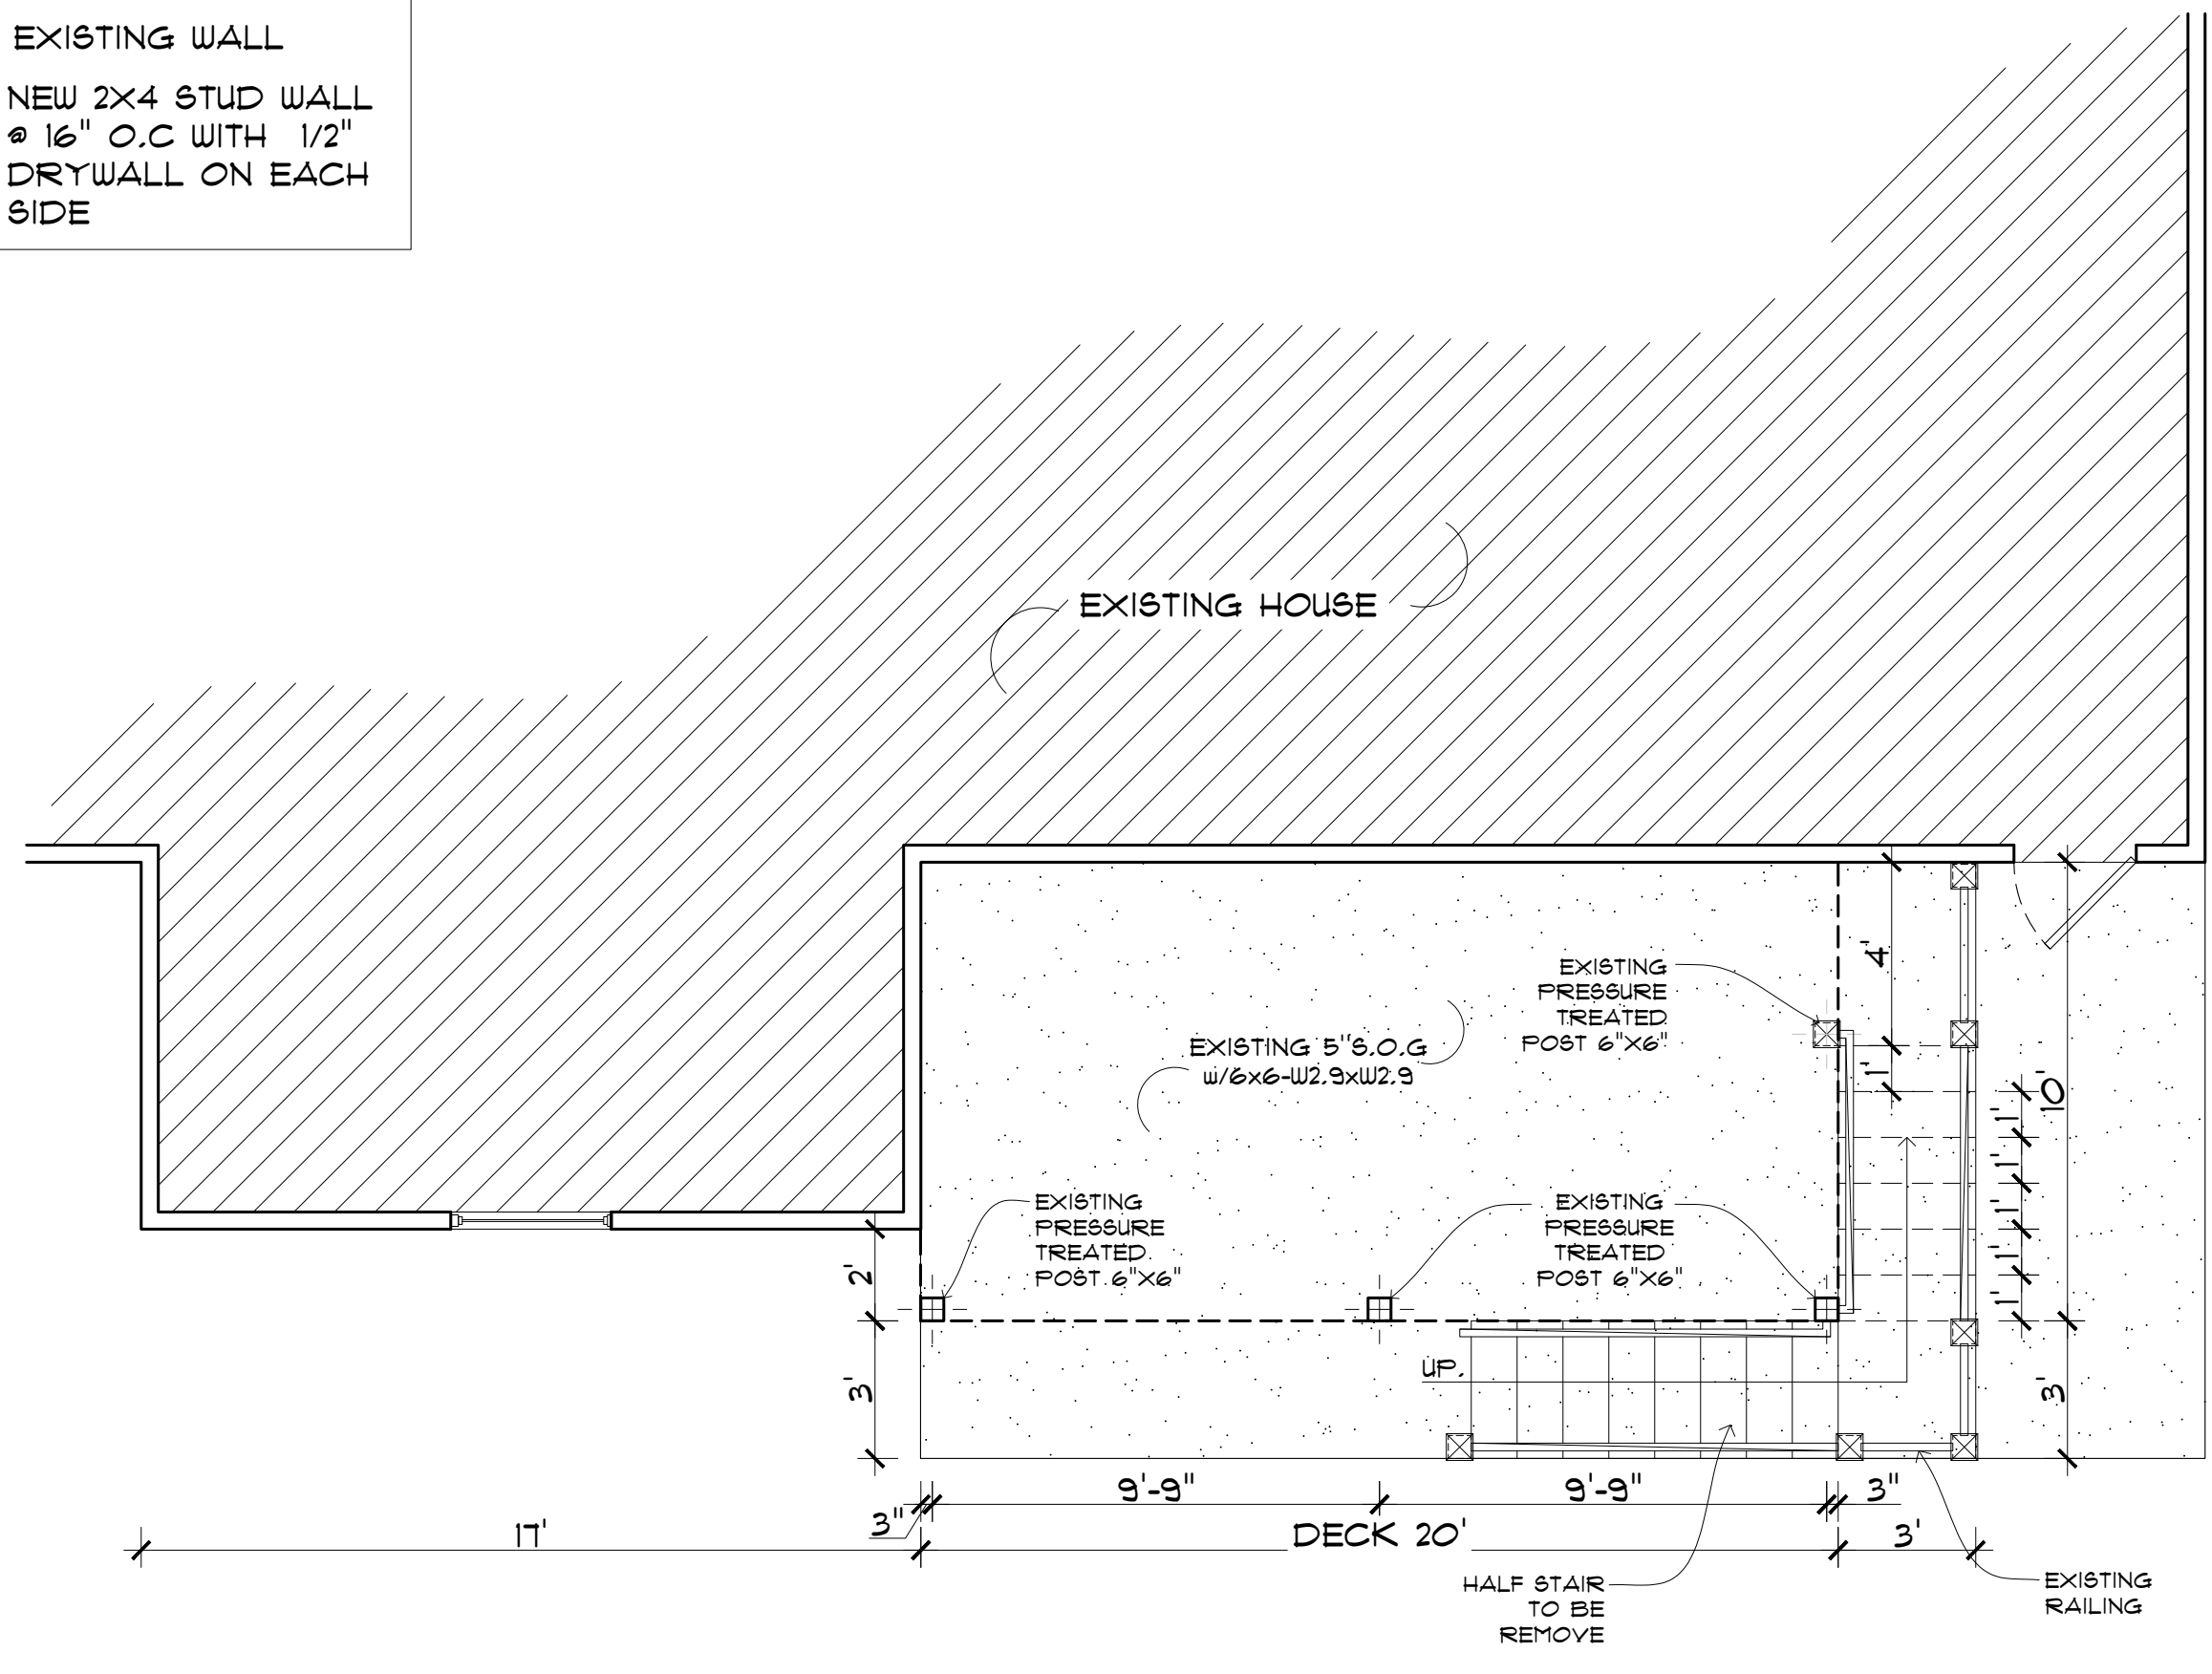 EXISTING WALL
NEW 2X4 STUD WALL
@ 16" O.C WITH 1/2"
DRYWALL ON EACH
SIDE
EXISTING HOUSE
EXISTING
PRESSURE
TREATED
POST 6"X6"
4'
1'
10'
EXISTING 5"S.O.G
w/6x6-W2.9xW2.9
1'
1'
1'
1'
1'
EXISTING
PRESSURE
TREATED
POST 6"X6"
EXISTING
PRESSURE
TREATED
POST 6"X6"
2'
3'
UP.
3'
9'-9"
9'-9"
3"
3"
17'
DECK 20'
3'
HALF STAIR
TO BE
REMOVE
EXISTING
RAILING